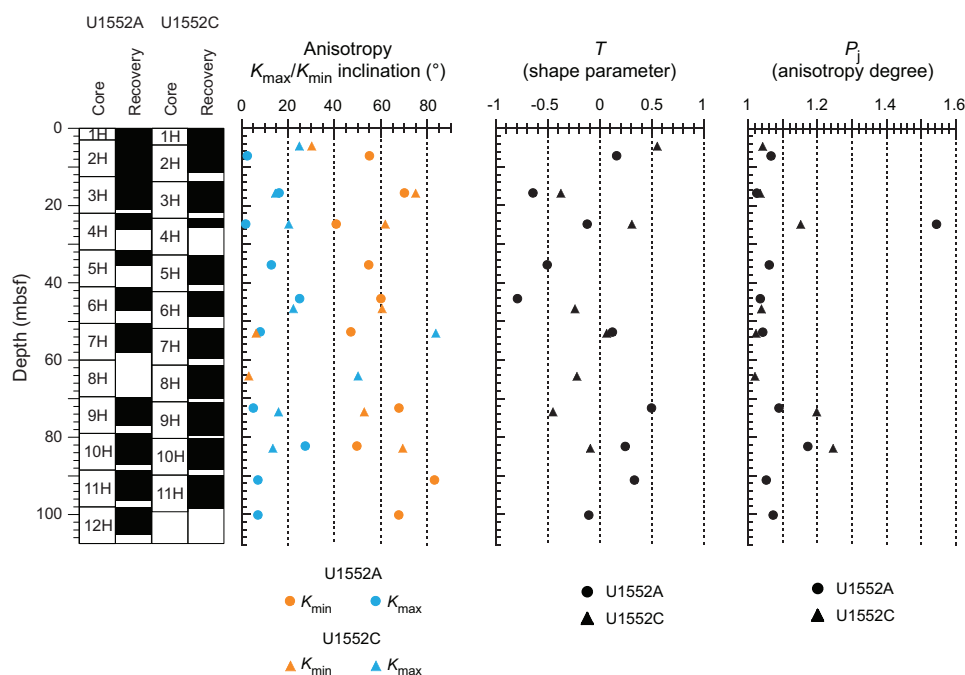 U1552A U1552C
Core Recovery Core Recovery
Anisotropy
Kmax/Kmin inclination (°)
T
(shape parameter)
Pj
(anisotropy degree)
0 20 40 60 80
-1 -0.5 0 0.5 1
1 1.2 1.4 1.6
Depth (mbsf)
0
20
40
60
80
100
1H
2H
3H
4H
5H
6H
7H
8H
9H
10H
11H
12H
1H
2H
3H
4H
5H
6H
7H
8H
9H
10H
11H
U1552A
Kmin Kmax
U1552C
Kmin Kmax
U1552A
U1552C
U1552A
U1552C